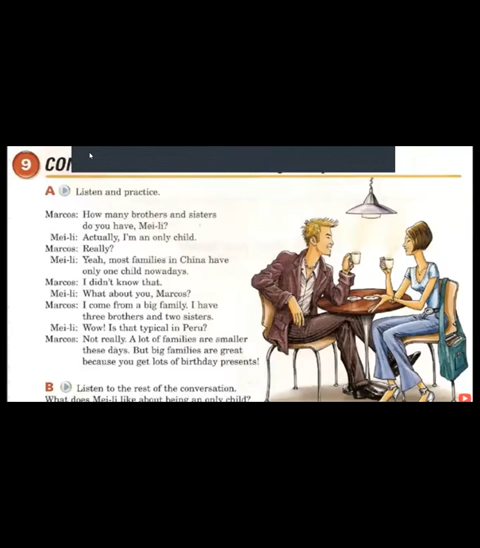 9 CO
A Listen and practice.
Marcos: How many brothers and sisters
do you have, Mei-li?
Mei-li: Actually, I'm an only child.
Marcos: Really?
Mei-li: Yeah, most families in China have
only one child nowadays.
Marcos: I didn't know that.
Mei-li: What about you, Marcos?
Marcos: I come from a big family. I have
three brothers and two sisters.
Mei-li: Wow! Is that typical in Peru?
Marcos: Not really. A lot of families are smaller
these days. But big families are great
because you get lots of birthday presents!
B Listen to the rest of the conversation.
What does Mei-li like about being an only child?